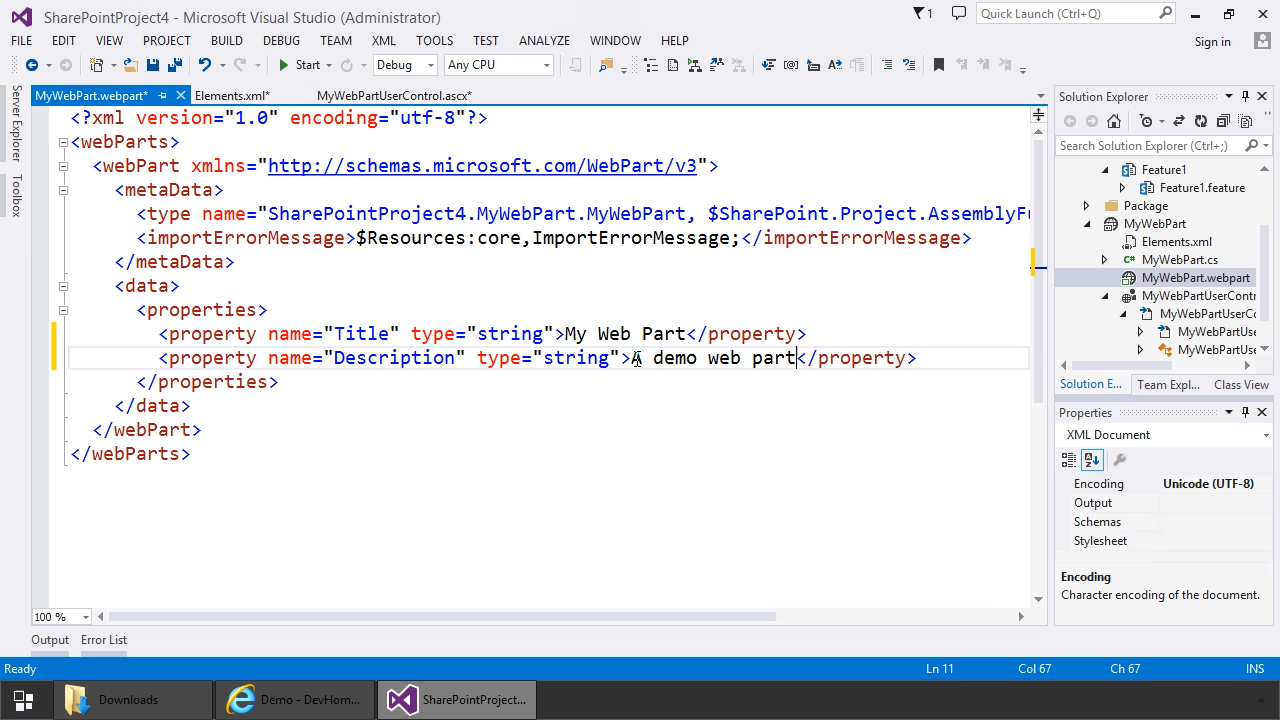 SharePointProject4 - Microsoft Visual Studio (Administrator)
1
Quick Launch (Ctrl+Q)
FILE EDIT VIEW PROJECT BUILD DEBUG TEAM XML TOOLS TEST ANALYZE WINDOW HELP
Sign in
Start Debug Any CPU
MyWebPart.webpart* Elements.xml* MyWebPartUserControl.ascx*
Server Explorer
Toolbox
<?xml version="1.0" encoding="utf-8"?>
<webParts>
<webPart xmlns="http://schemas.microsoft.com/WebPart/v3">
<metaData>
<type name="SharePointProject4.MyWebPart.MyWebPart, $SharePoint.Project.AssemblyFu
<importErrorMessage>$Resources:core,ImportErrorMessage;</importErrorMessage>
</metaData>
<data>
<properties>
<property name="Title" type="string">My Web Part</property>
<property name="Description" type="string">A demo web part</property>
</properties>
</data>
</webPart>
</webParts>
100 %
Solution Explorer
Search Solution Explorer (Ctrl+;)
Feature1
Feature1.feature
Package
MyWebPart
Elements.xml
MyWebPart.cs
MyWebPart.webpart
MyWebPartUserContr
MyWebPartUserCo
MyWebPartUse
MyWebPartUse
Solution E... Team Expl... Class View
Properties
XML Document
Encoding Unicode (UTF-8)
Output
Schemas
Stylesheet
Encoding
Character encoding of the document.
Output Error List
Ready Ln 11 Col 67 Ch 67 INS
Downloads Demo - DevHom... SharePointProject...